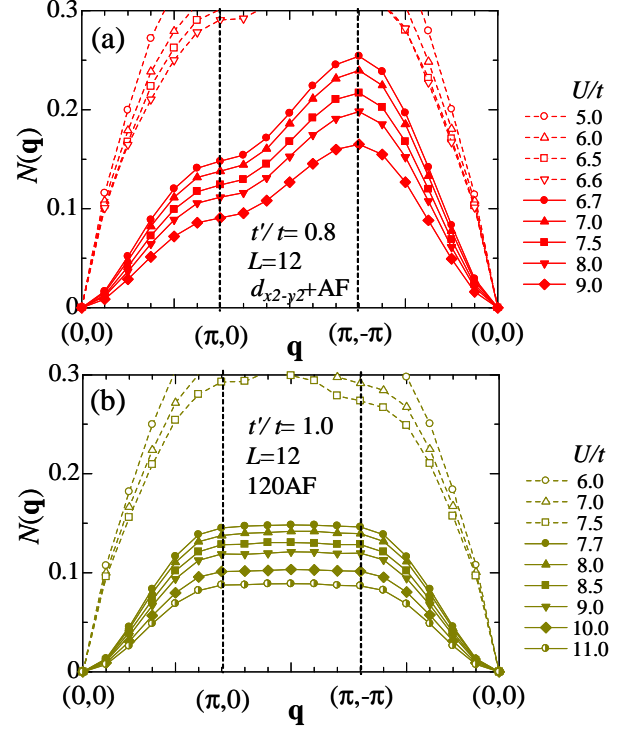 (a)
0.3
0.2
0.1
0
N(q)
t'/t= 0.8
L=12
dx2-y2+AF
(0,0) (π,0) (π,-π) (0,0)
q
U/t
5.0
6.0
6.5
6.6
6.7
7.0
7.5
8.0
9.0
(b)
0.3
0.2
0.1
0
N(q)
t'/t= 1.0
L=12
120AF
(0,0) (π,0) (π,-π) (0,0)
q
U/t
6.0
7.0
7.5
7.7
8.0
8.5
9.0
10.0
11.0